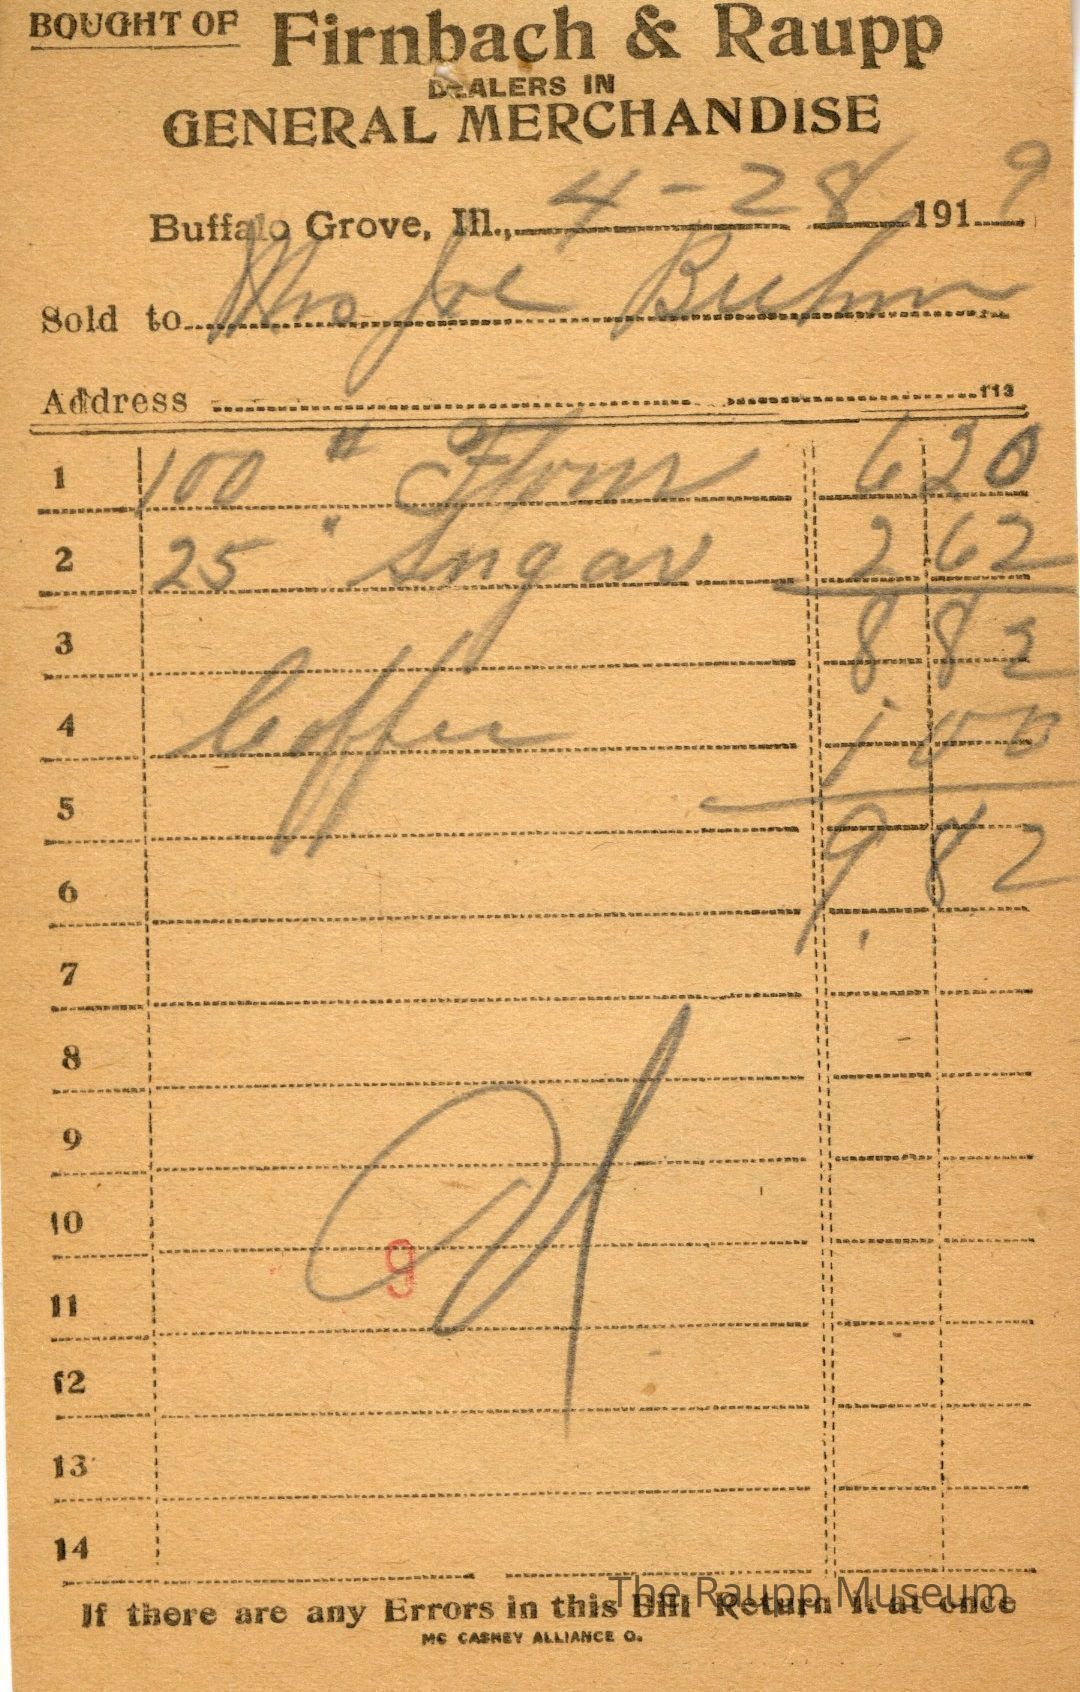 BOUGHT OF Firnbach & Raupp
DEALERS IN
GENERAL MERCHANDISE
Buffalo Grove, Ill., 4-28 1919
Sold to Mrs Joe Buhm
Address
113
1 100 # Flour 6 20
2 25 " Sugar 2 62
3 8 82
4 Coffee 1 00
5 9.82
6
7
8
9
10
9
11
12
13
14
The Raupp Museum
If there are any Errors in this Bill Return it at once
MC CASKEY ALLIANCE O.